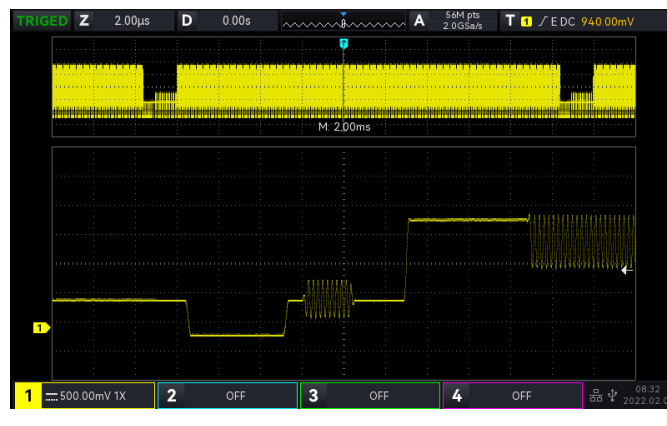 TRIGED Z 2.00µs D 0.00s A 56M pts 2.0GSa/s T 1 E DC 940.00mV
T
M: 2.00ms
1
1 500.00mV 1X 2 OFF 3 OFF 4 OFF 08:32
2022.02.0